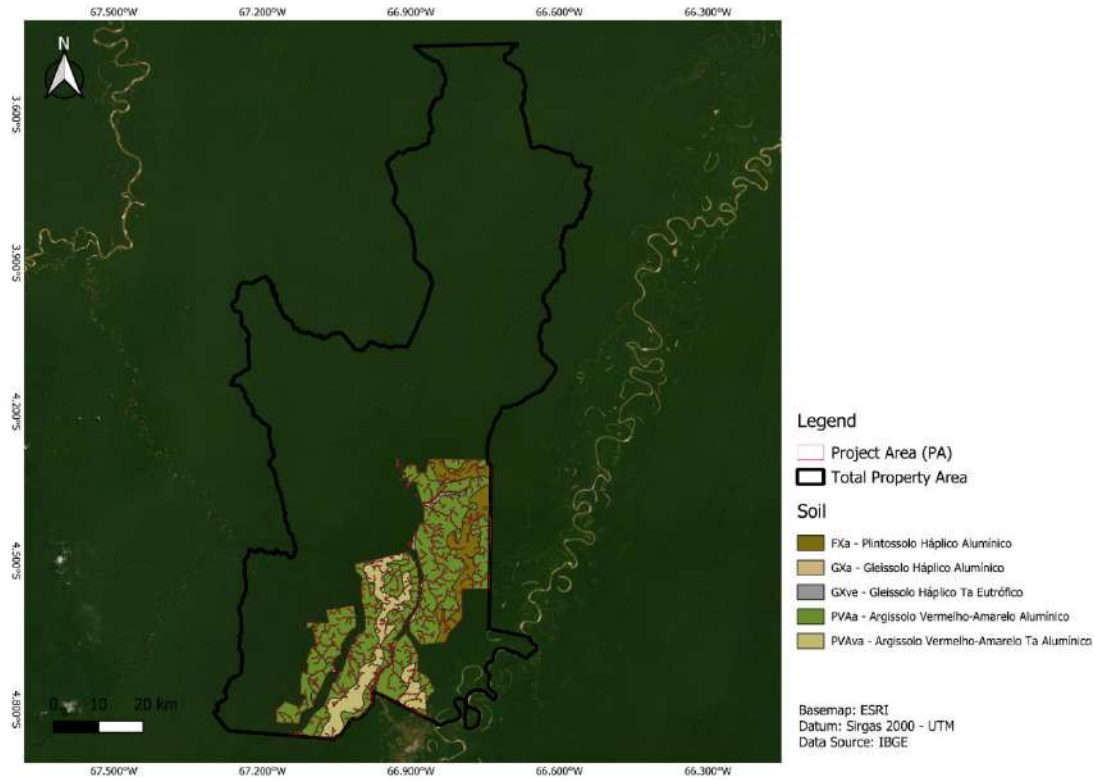 67.500°W 67.200°W 66.900°W 66.600°W 66.300°W
N
3.600°S
3.900°S
4.200°S
4.500°S
4.800°S
0 10 20 km
67.500°W 67.200°W 66.900°W 66.600°W 66.300°W
Legend
Project Area (PA)
Total Property Area
Soil
FXa - Plintossolo Háplico Alumínico
GXa - Gleissolo Háplico Alumínico
GXve - Gleissolo Háplico Ta Eutrófico
PVAa - Argissolo Vermelho-Amarelo Alumínico
PVAva - Argissolo Vermelho-Amarelo Ta Alumínico
Basemap: ESRI
Datum: Sirgas 2000 - UTM
Data Source: IBGE